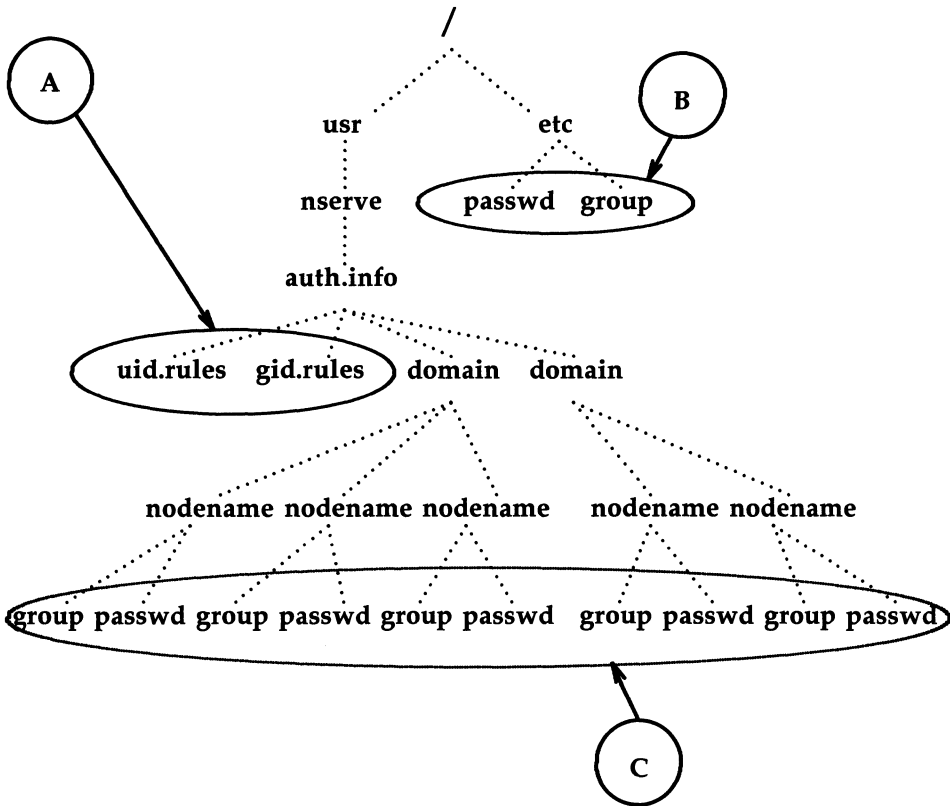 /
A
B
usr etc
nserve passwd group
auth.info
uid.rules gid.rules domain domain
nodename nodename nodename nodename nodename
group passwd group passwd group passwd group passwd group passwd
C